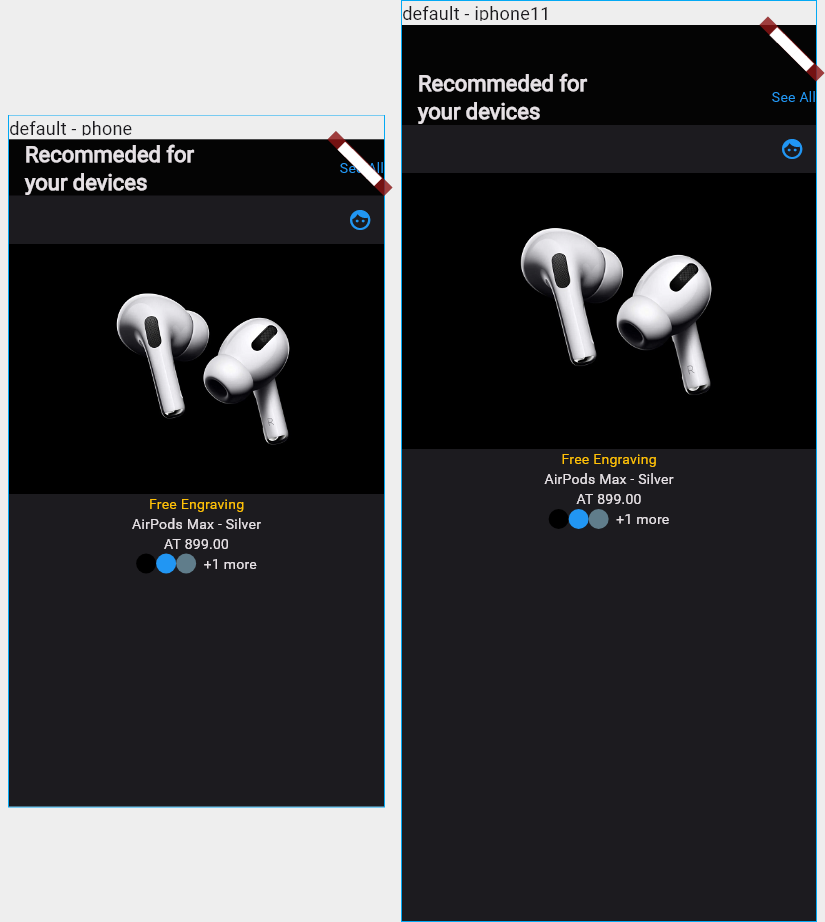 default - phone
Recommeded for
your devices
See All
R
Free Engraving
AirPods Max - Silver
AT 899.00
+1 more
default - iphone11
Recommeded for
your devices
See All
R
Free Engraving
AirPods Max - Silver
AT 899.00
+1 more